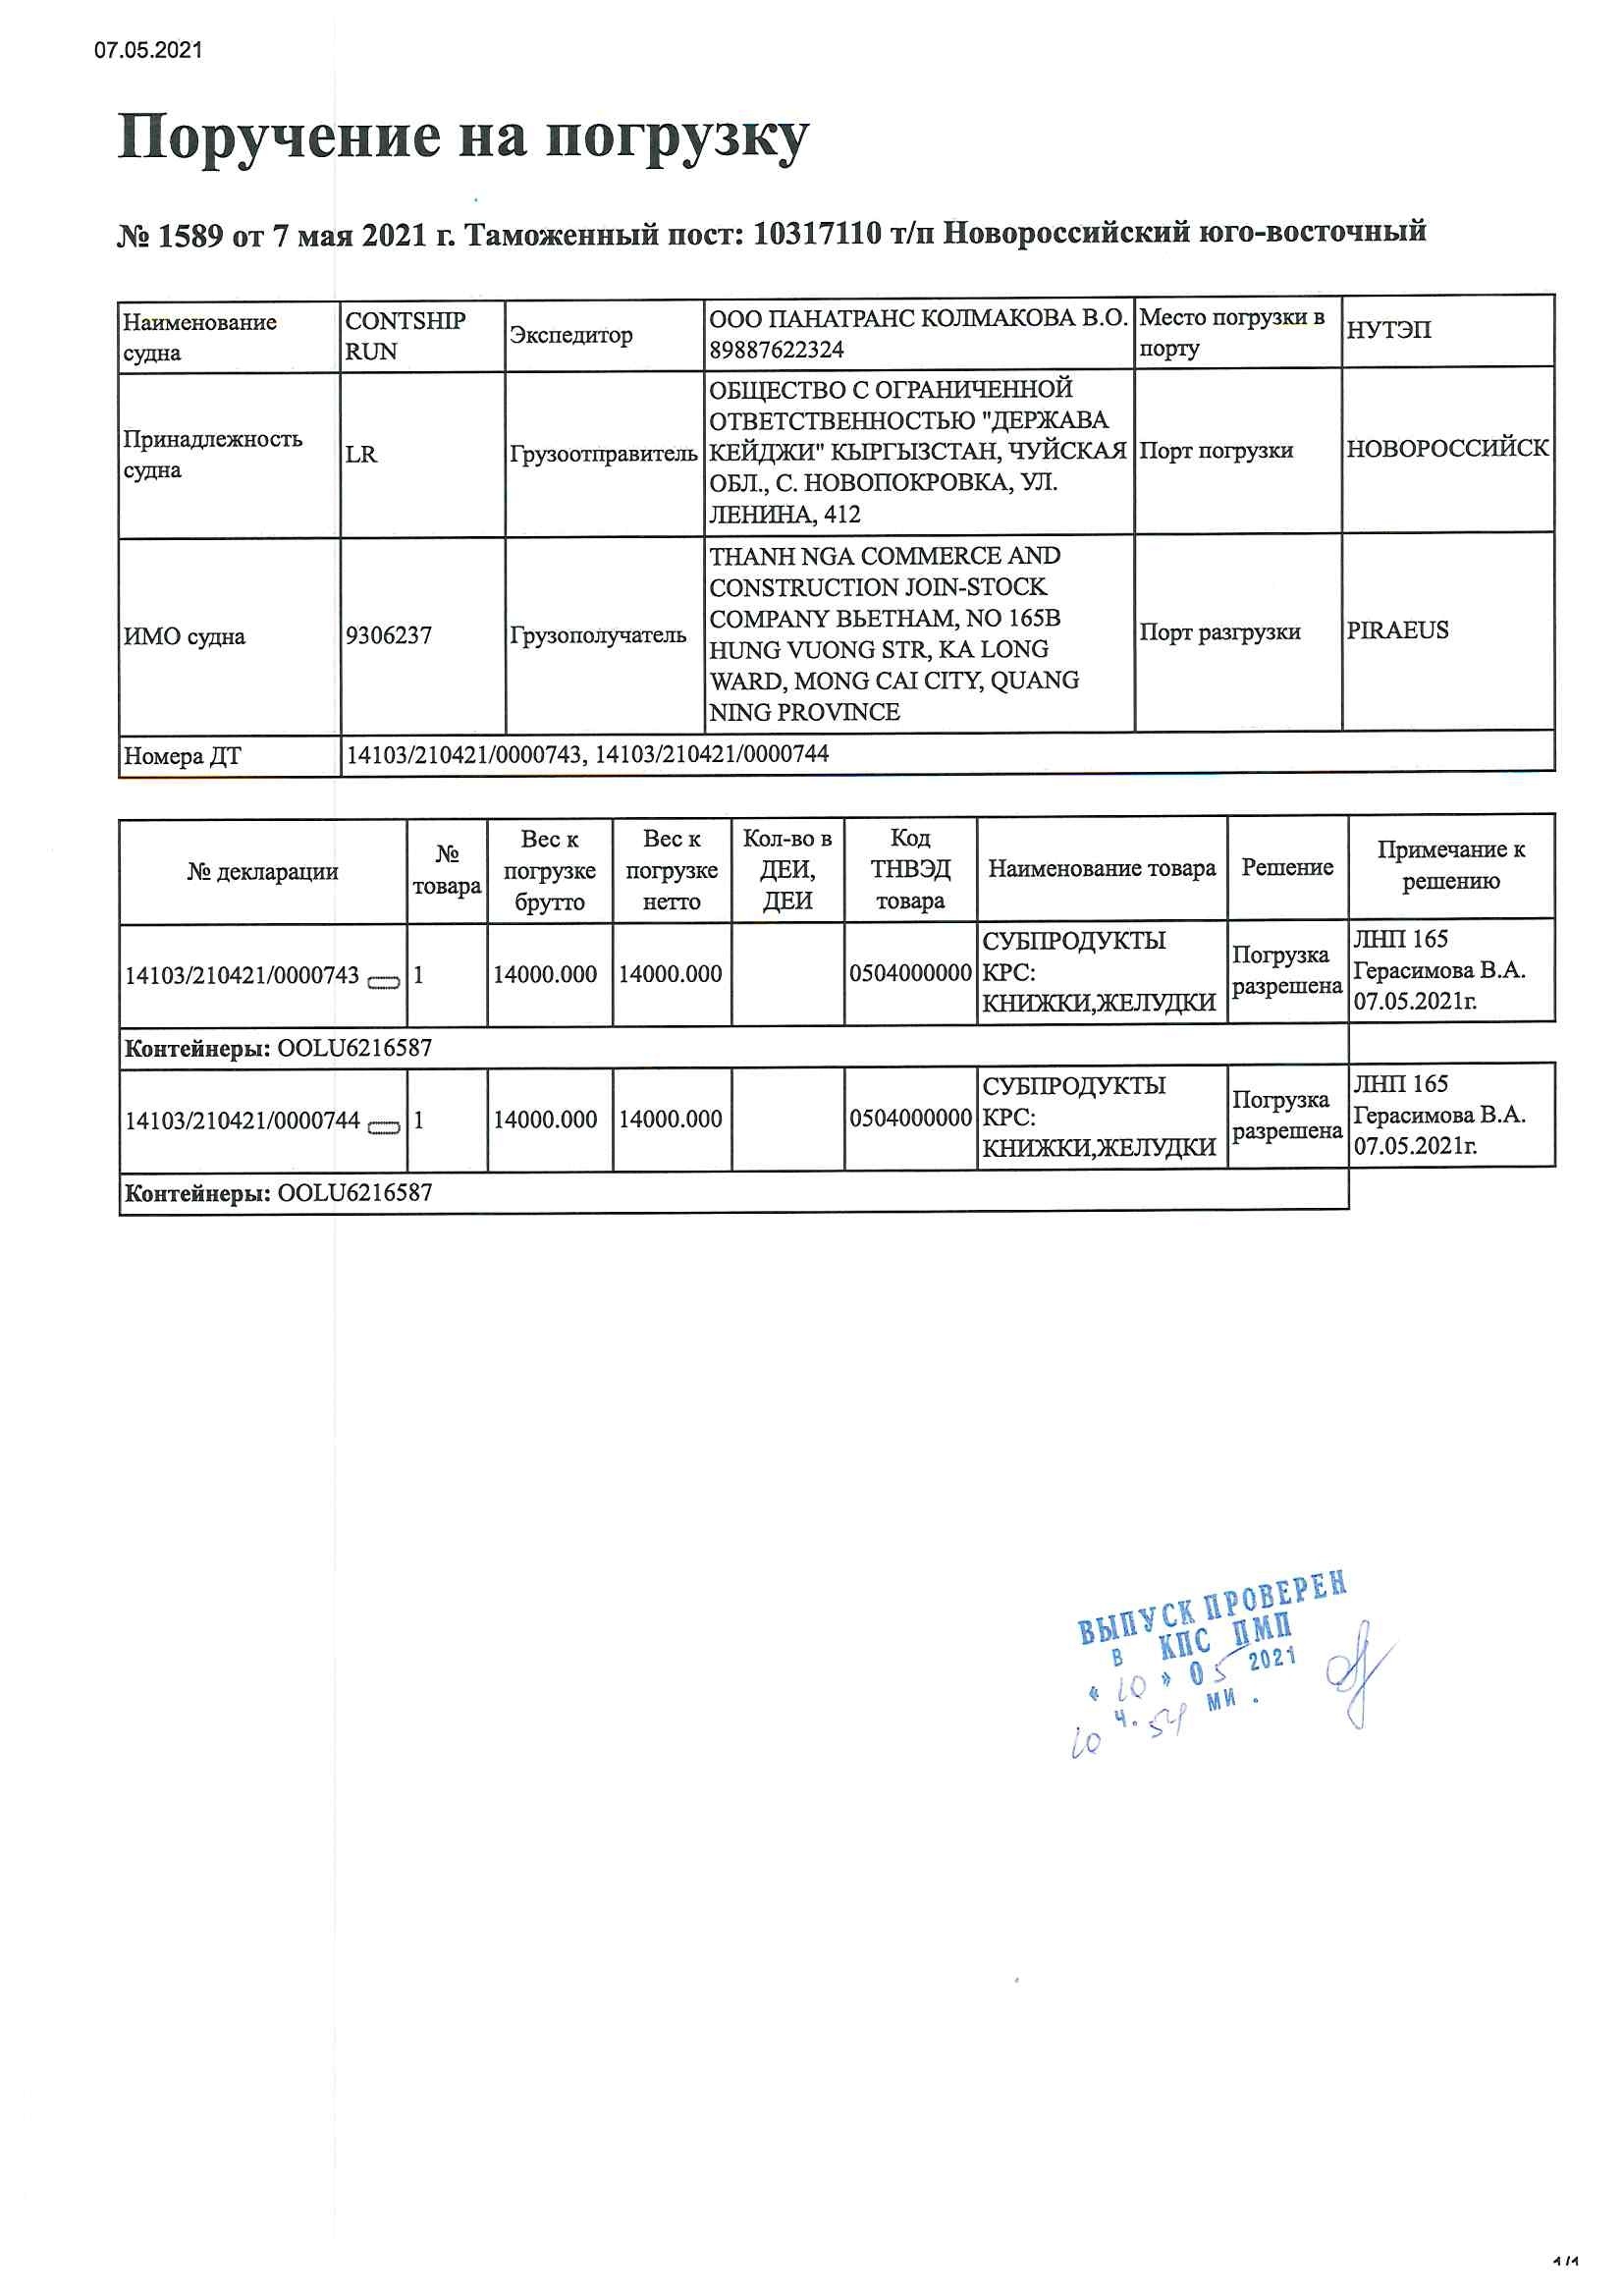 07.05.2021
Поручение на погрузку
№ 1589 от 7 мая 2021 г. Таможенный пост: 10317110 т/п Новороссийский юго-восточный
Наименование судна
CONTSHIP RUN
Экспедитор
ООО ПАНАТРАНС КОЛМАКОВА В.О.
89887622324
Место погрузки в порту
НУТЭП
Принадлежность судна
LR
Грузоотправитель
ОБЩЕСТВО С ОГРАНИЧЕННОЙ
ОТВЕТСТВЕННОСТЬЮ "ДЕРЖАВА
КЕЙДЖИ" КЫРГЫЗСТАН, ЧУЙСКАЯ
ОБЛ., С. НОВОПОКРОВКА, УЛ.
ЛЕНИНА, 412
Порт погрузки
НОВОРОССИЙСК
ИМО судна
9306237
Грузополучатель
THANH NGA COMMERCE AND
CONSTRUCTION JOIN-STOCK
COMPANY ВЬЕТНАМ, NO 165B
HUNG VUONG STR, KA LONG
WARD, MONG CAI CITY, QUANG
NING PROVINCE
Порт разгрузки
PIRAEUS
Номера ДТ
14103/210421/0000743, 14103/210421/0000744
№ декларации
№ товара
Вес к погрузке брутто
Вес к погрузке нетто
Кол-во в ДЕИ, ДЕИ
Код ТНВЭД товара
Наименование товара
Решение
Примечание к решению
14103/210421/0000743
1
14000.000
14000.000
0504000000
СУБПРОДУКТЫ
КРС:
КНИЖКИ,ЖЕЛУДКИ
Погрузка
разрешена
ЛНП 165
Герасимова В.А.
07.05.2021г.
Контейнеры: OOLU6216587
14103/210421/0000744
1
14000.000
14000.000
0504000000
СУБПРОДУКТЫ
КРС:
КНИЖКИ,ЖЕЛУДКИ
Погрузка
разрешена
ЛНП 165
Герасимова В.А.
07.05.2021г.
Контейнеры: OOLU6216587
ВЫПУСК ПРОВЕРЕН
В КПС ПМП
« 10 » 05 2021
10 ч. 54 МИ .
1/1